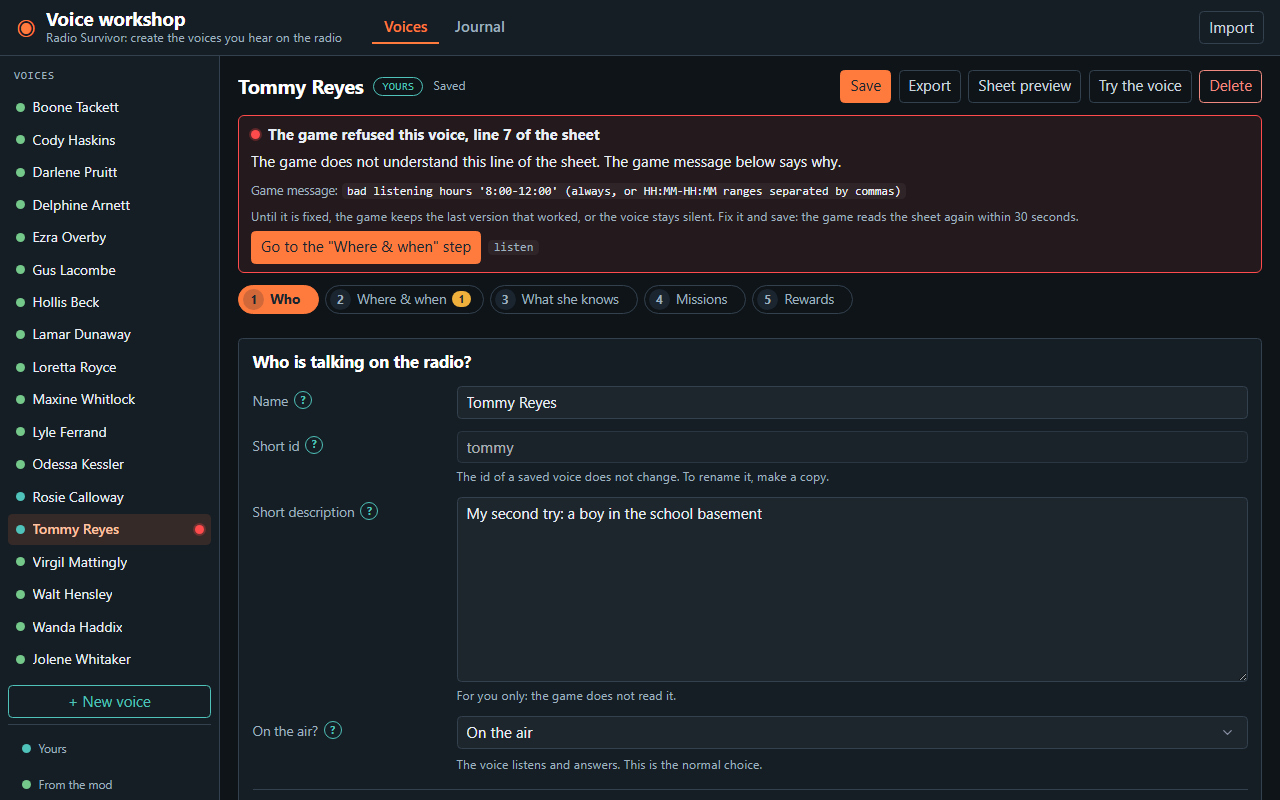 Voice workshop
Radio Survivor: create the voices you hear on the radio
Voices
Journal
Import
VOICES
Boone Tackett
Cody Haskins
Darlene Pruitt
Delphine Arnett
Ezra Overby
Gus Lacombe
Hollis Beck
Lamar Dunaway
Loretta Royce
Maxine Whitlock
Lyle Ferrand
Odessa Kessler
Rosie Calloway
Tommy Reyes
Virgil Mattingly
Walt Hensley
Wanda Haddix
Jolene Whitaker
+ New voice
Yours
From the mod
Tommy Reyes YOURS Saved
Save
Export
Sheet preview
Try the voice
Delete
The game refused this voice, line 7 of the sheet
The game does not understand this line of the sheet. The game message below says why.
Game message: bad listening hours '8:00-12:00' (always, or HH:MM-HH:MM ranges separated by commas)
Until it is fixed, the game keeps the last version that worked, or the voice stays silent. Fix it and save: the game reads the sheet again within 30 seconds.
Go to the "Where & when" step listen
1 Who
2 Where & when 1
3 What she knows
4 Missions
5 Rewards
Who is talking on the radio?
Name ? Tommy Reyes
Short id ? tommy
The id of a saved voice does not change. To rename it, make a copy.
Short description ? My second try: a boy in the school basement
For you only: the game does not read it.
On the air? ? On the air
The voice listens and answers. This is the normal choice.